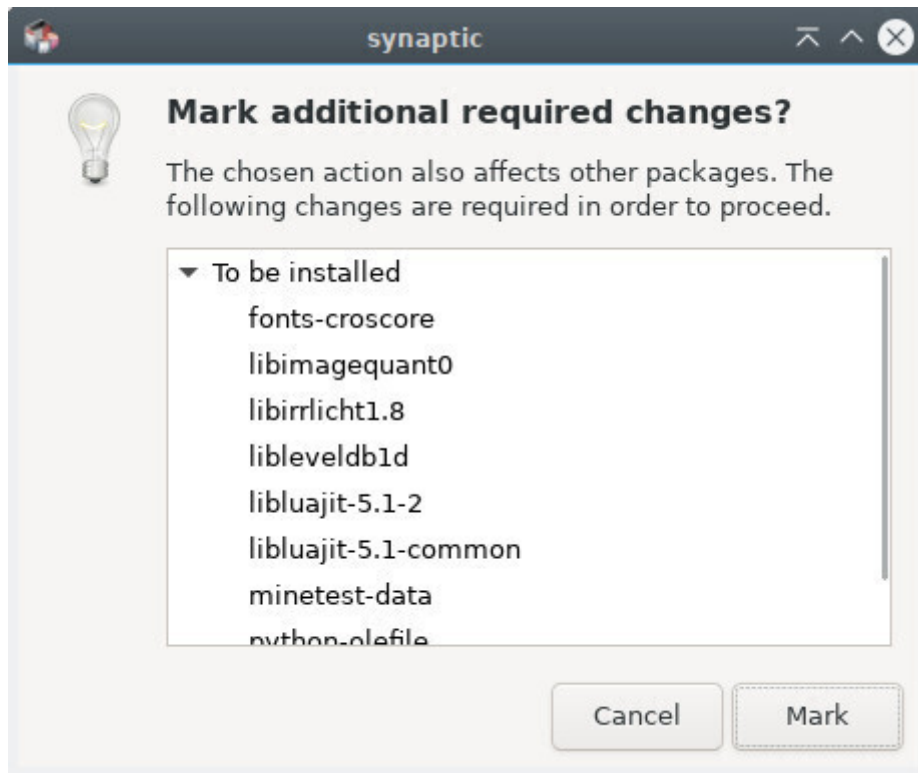 synaptic
Mark additional required changes?
The chosen action also affects other packages. The
following changes are required in order to proceed.
To be installed
fonts-croscore
libimagequant0
libirrlicht1.8
libleveldb1d
libluajit-5.1-2
libluajit-5.1-common
minetest-data
python-olefile
Cancel
Mark